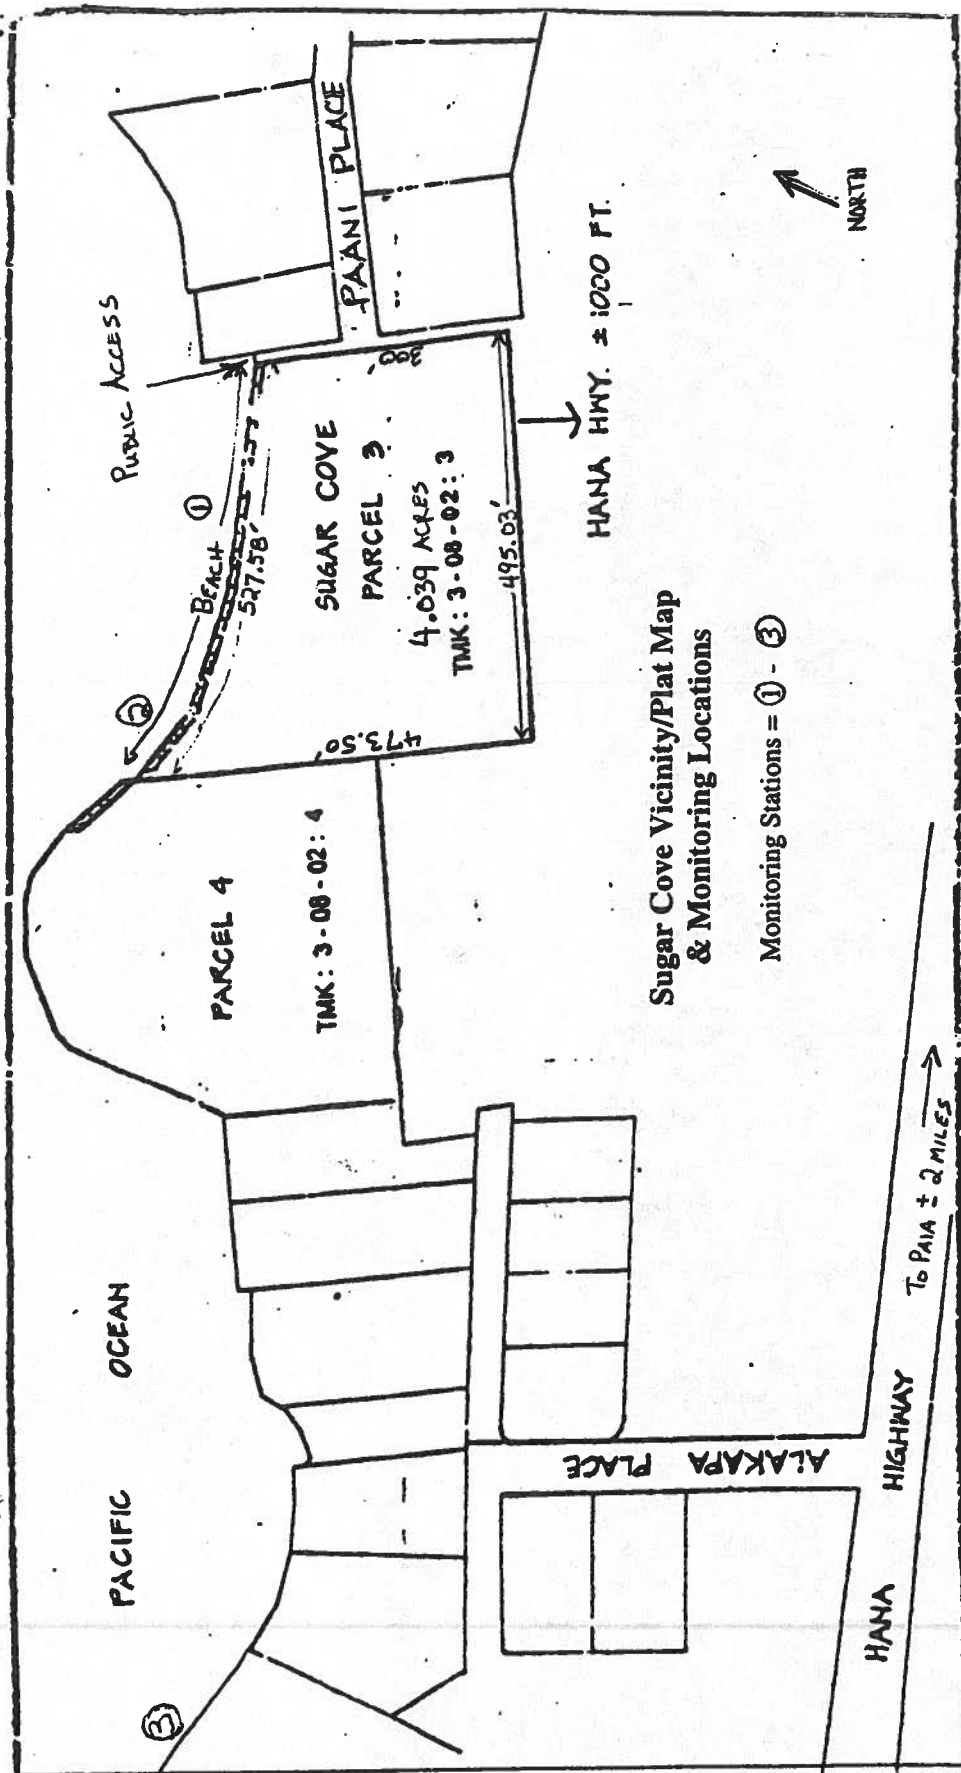 PACIFIC OCEAN
③
②
BEACH
①
527.58'
PUBLIC ACCESS
PAANI PLACE
PARCEL 4
TMK: 3-08-02: 4
473.50'
SUGAR COVE
PARCEL 3
4.039 ACRES
TMK: 3-08-02: 3
300'
495.03'
HANA HWY. ± 1000 FT.
NORTH
Sugar Cove Vicinity/Plat Map
& Monitoring Locations
Monitoring Stations = ① - ③
ALAKAPA PLACE
HANA HIGHWAY
TO PAIA ± 2 MILES